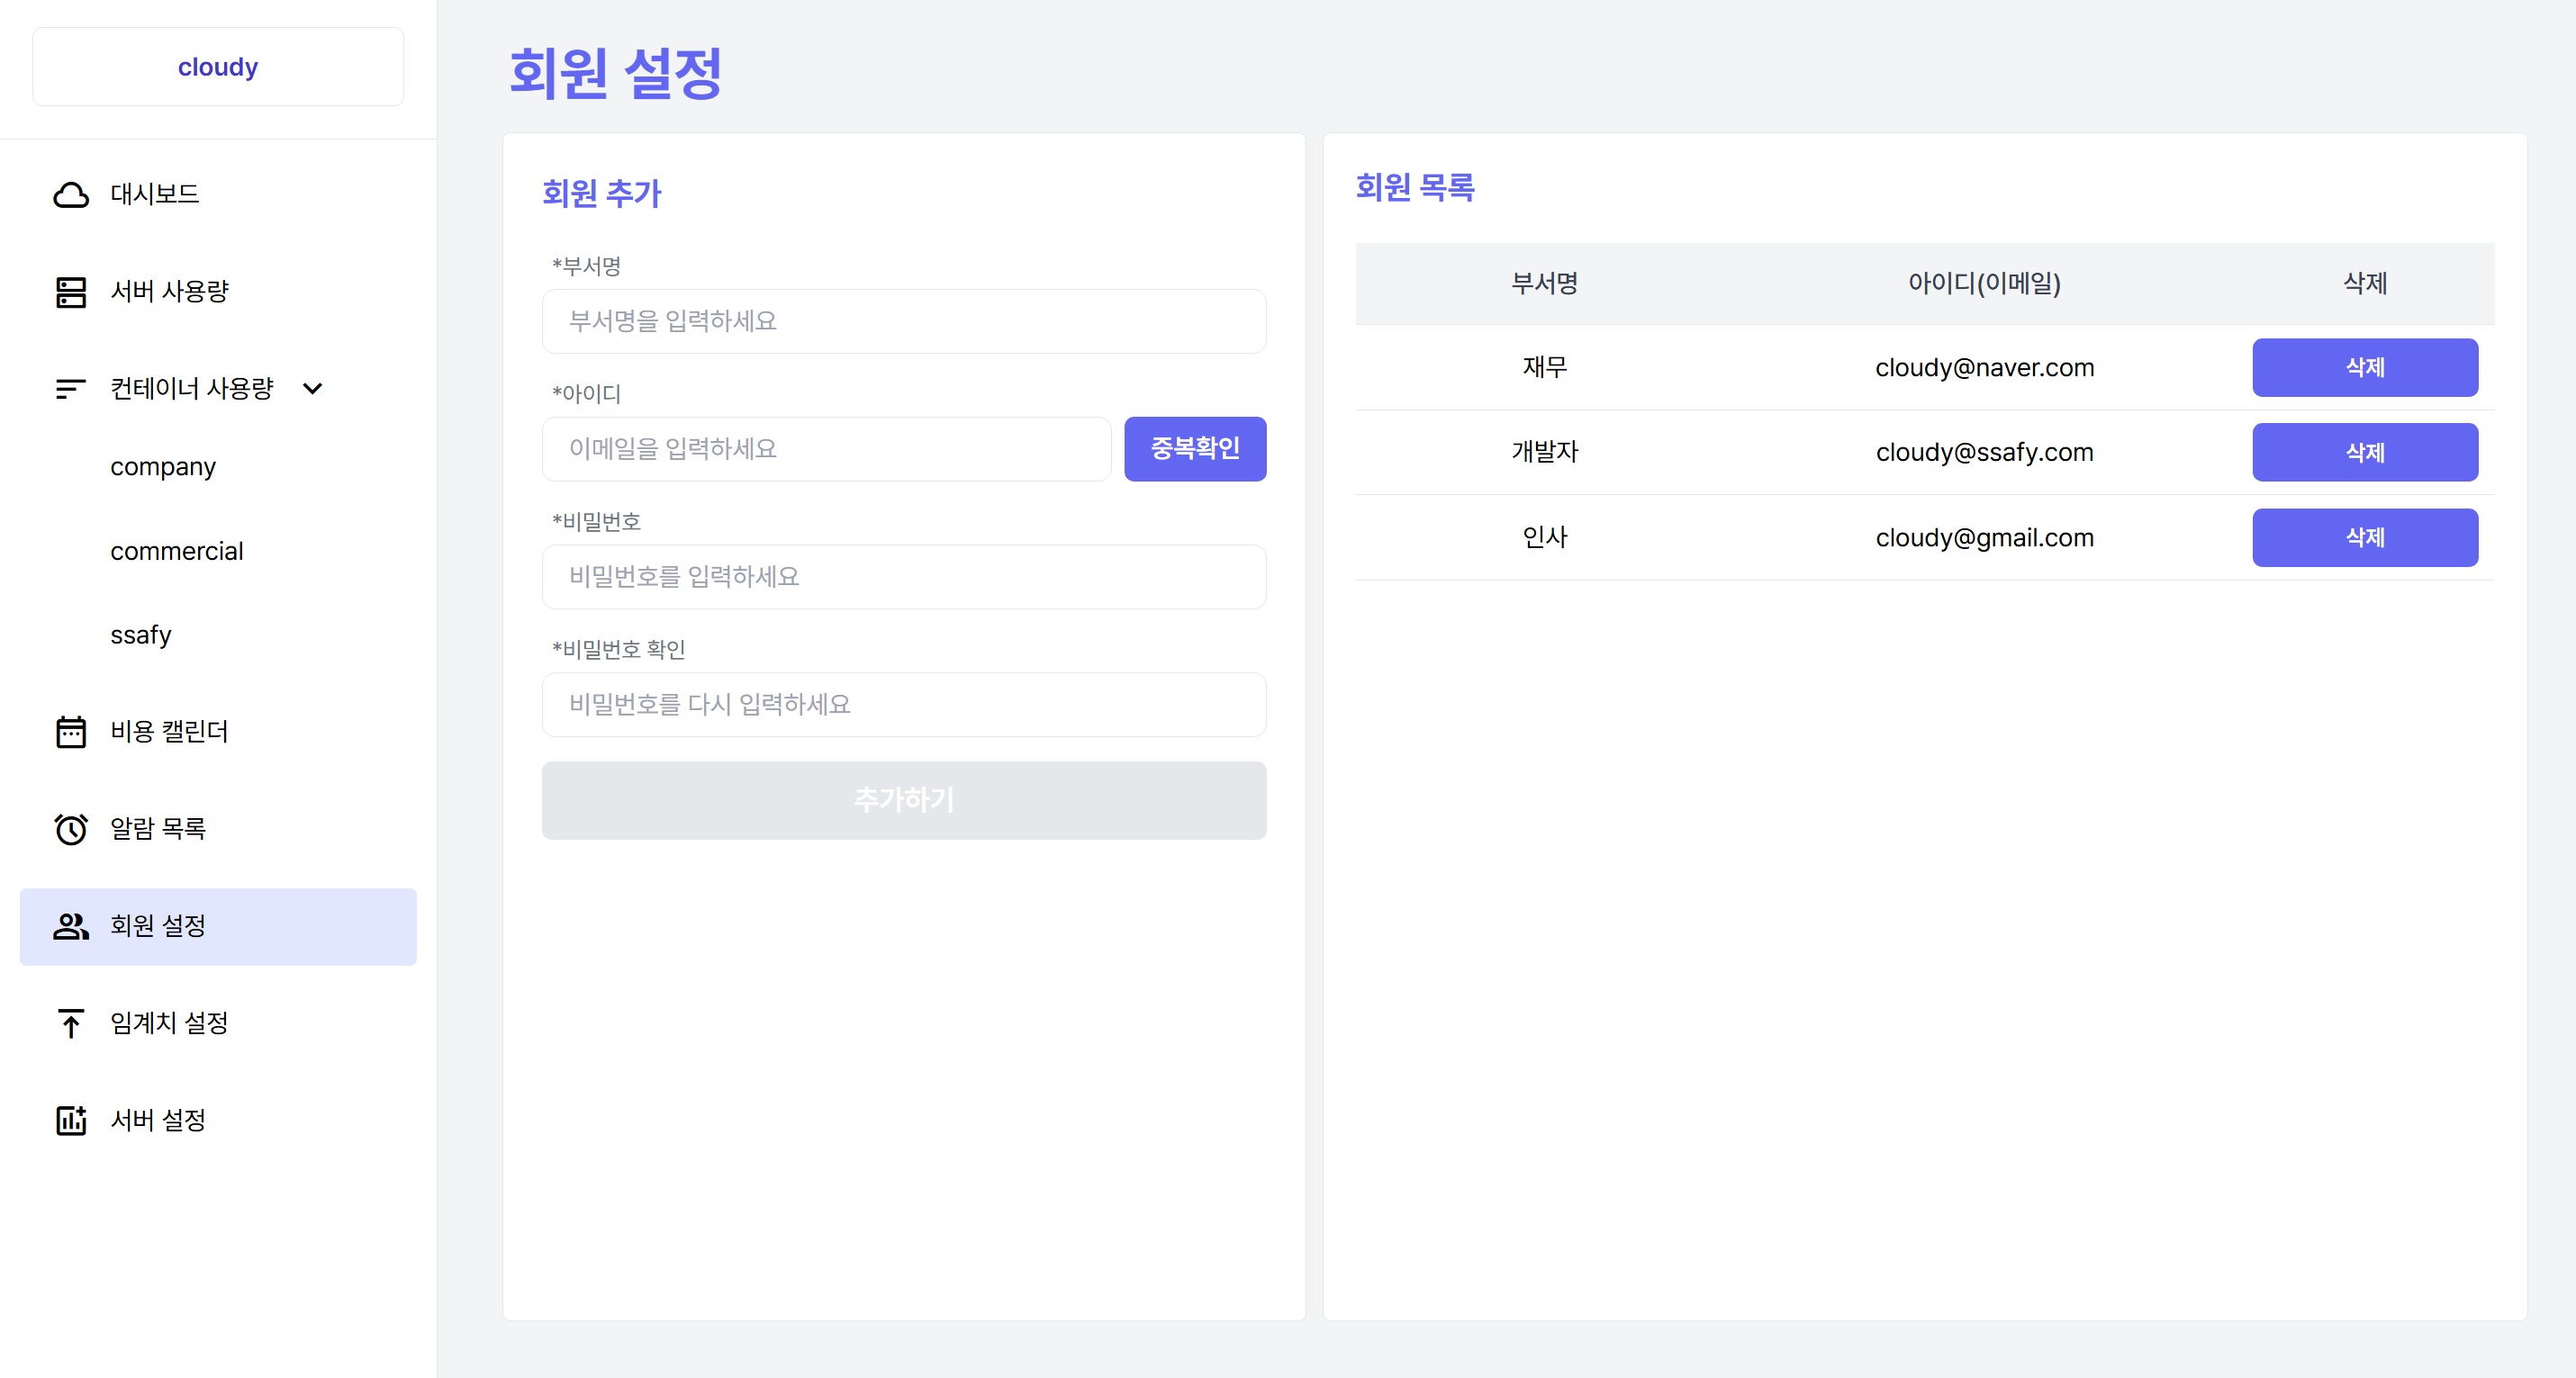 cloudy
대시보드
서버 사용량
컨테이너 사용량
company
commercial
ssafy
비용 캘린더
알람 목록
회원 설정
임계치 설정
서버 설정
회원 설정
회원 추가
*부서명
부서명을 입력하세요
*아이디
이메일을 입력하세요 중복확인
*비밀번호
비밀번호를 입력하세요
*비밀번호 확인
비밀번호를 다시 입력하세요
추가하기
회원 목록
부서명 아이디(이메일) 삭제
재무 cloudy@naver.com 삭제
개발자 cloudy@ssafy.com 삭제
인사 cloudy@gmail.com 삭제